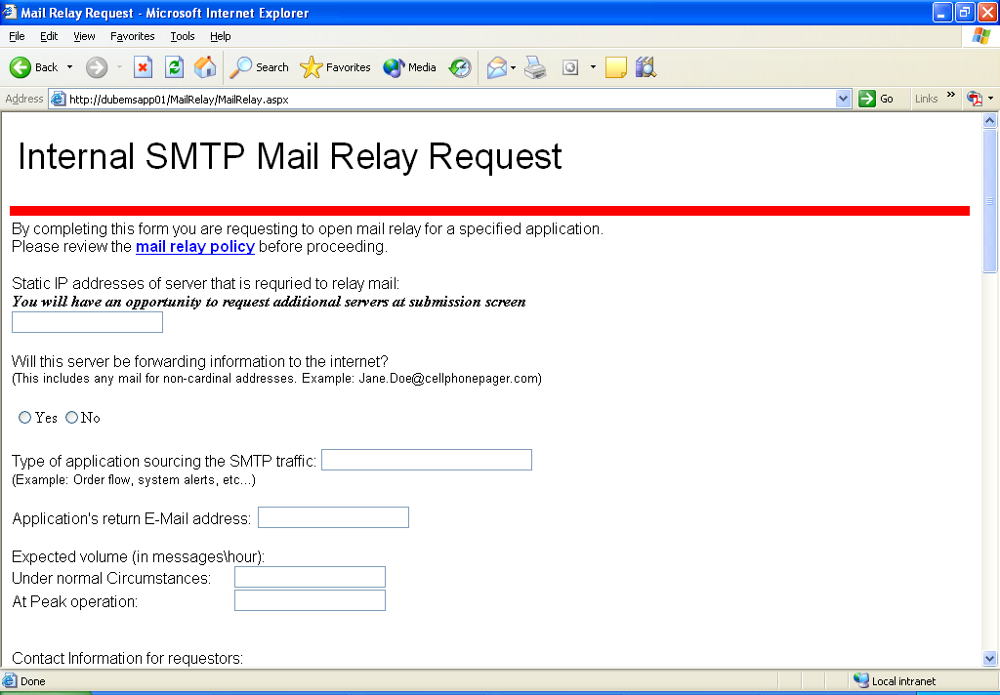 Mail Relay Request - Microsoft Internet Explorer
File Edit View Favorites Tools Help
Back Search Favorites Media
Address http://dubemsapp01/MailRelay/MailRelay.aspx Go Links »
Internal SMTP Mail Relay Request
By completing this form you are requesting to open mail relay for a specified application.
Please review the mail relay policy before proceeding.
Static IP addresses of server that is requried to relay mail:
You will have an opportunity to request additional servers at submission screen
Will this server be forwarding information to the internet?
(This includes any mail for non-cardinal addresses. Example: Jane.Doe@cellphonepager.com)
Yes No
Type of application sourcing the SMTP traffic:
(Example: Order flow, system alerts, etc...)
Application's return E-Mail address:
Expected volume (in messages\hour):
Under normal Circumstances:
At Peak operation:
Contact Information for requestors:
Done Local intranet